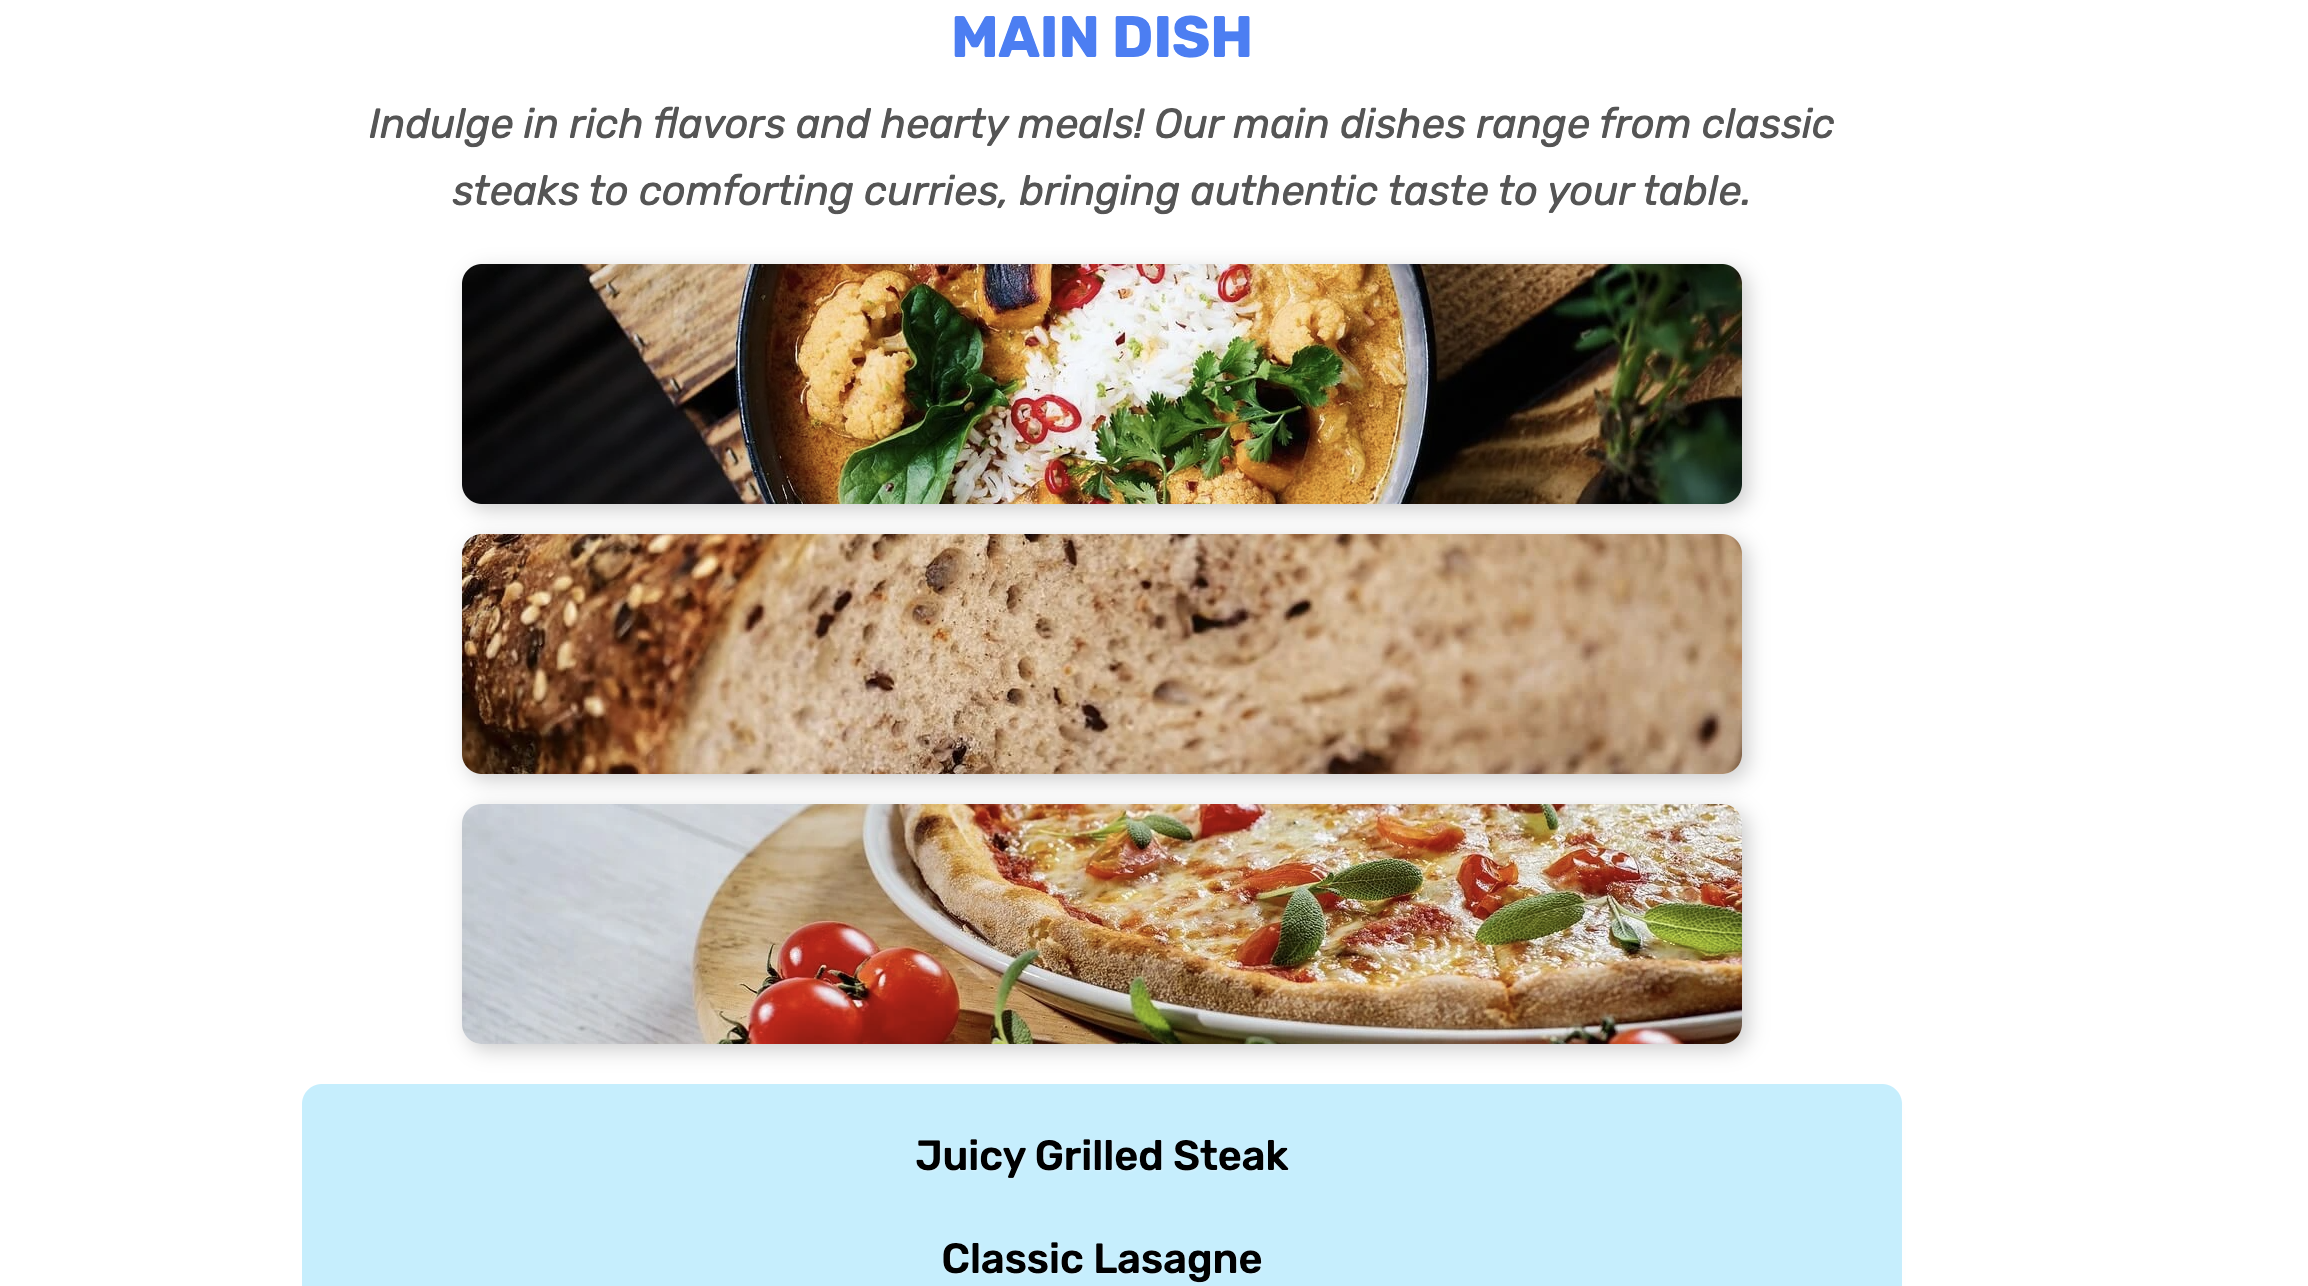 MAIN DISH
Indulge in rich flavors and hearty meals! Our main dishes range from classic
steaks to comforting curries, bringing authentic taste to your table.
Juicy Grilled Steak
Classic Lasagne